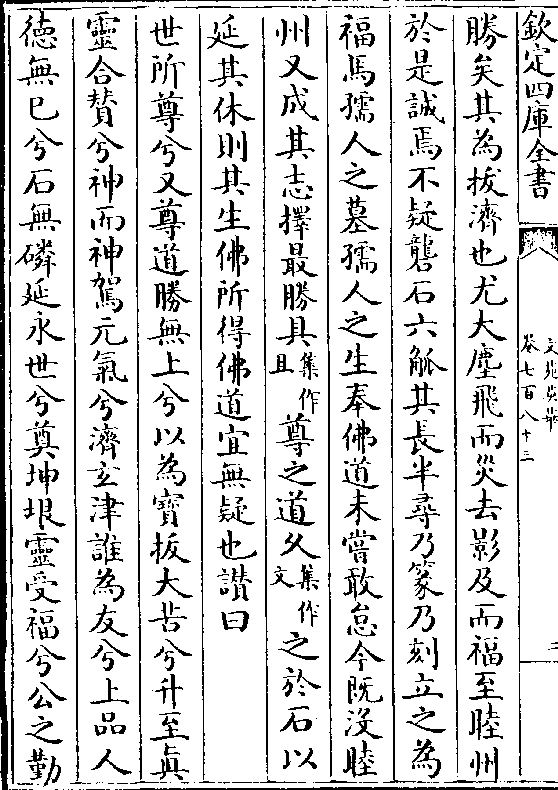 欽定四庫全書
文苑英華
卷七百八十三
三
勝矣其為拔濟也尤大塵飛而災去影及而福至睦州
於是誠焉不疑礱石六觚其長半尋乃篆乃刻立之為
福馬孺人之墓孺人之生奉佛道未嘗敢怠今既沒睦
州又成其志擇最勝具集作且尊之道久集作文之於石以
延其休則其生佛所得佛道宜無疑也讃曰
世所尊兮又尊道勝無上兮以為寶拔大苦兮升至真
靈合賛兮神而神駕元氣兮濟𤣥津誰為友兮上品人
徳無已兮石無磷延永世兮奠坤垠靈受福兮公之勤